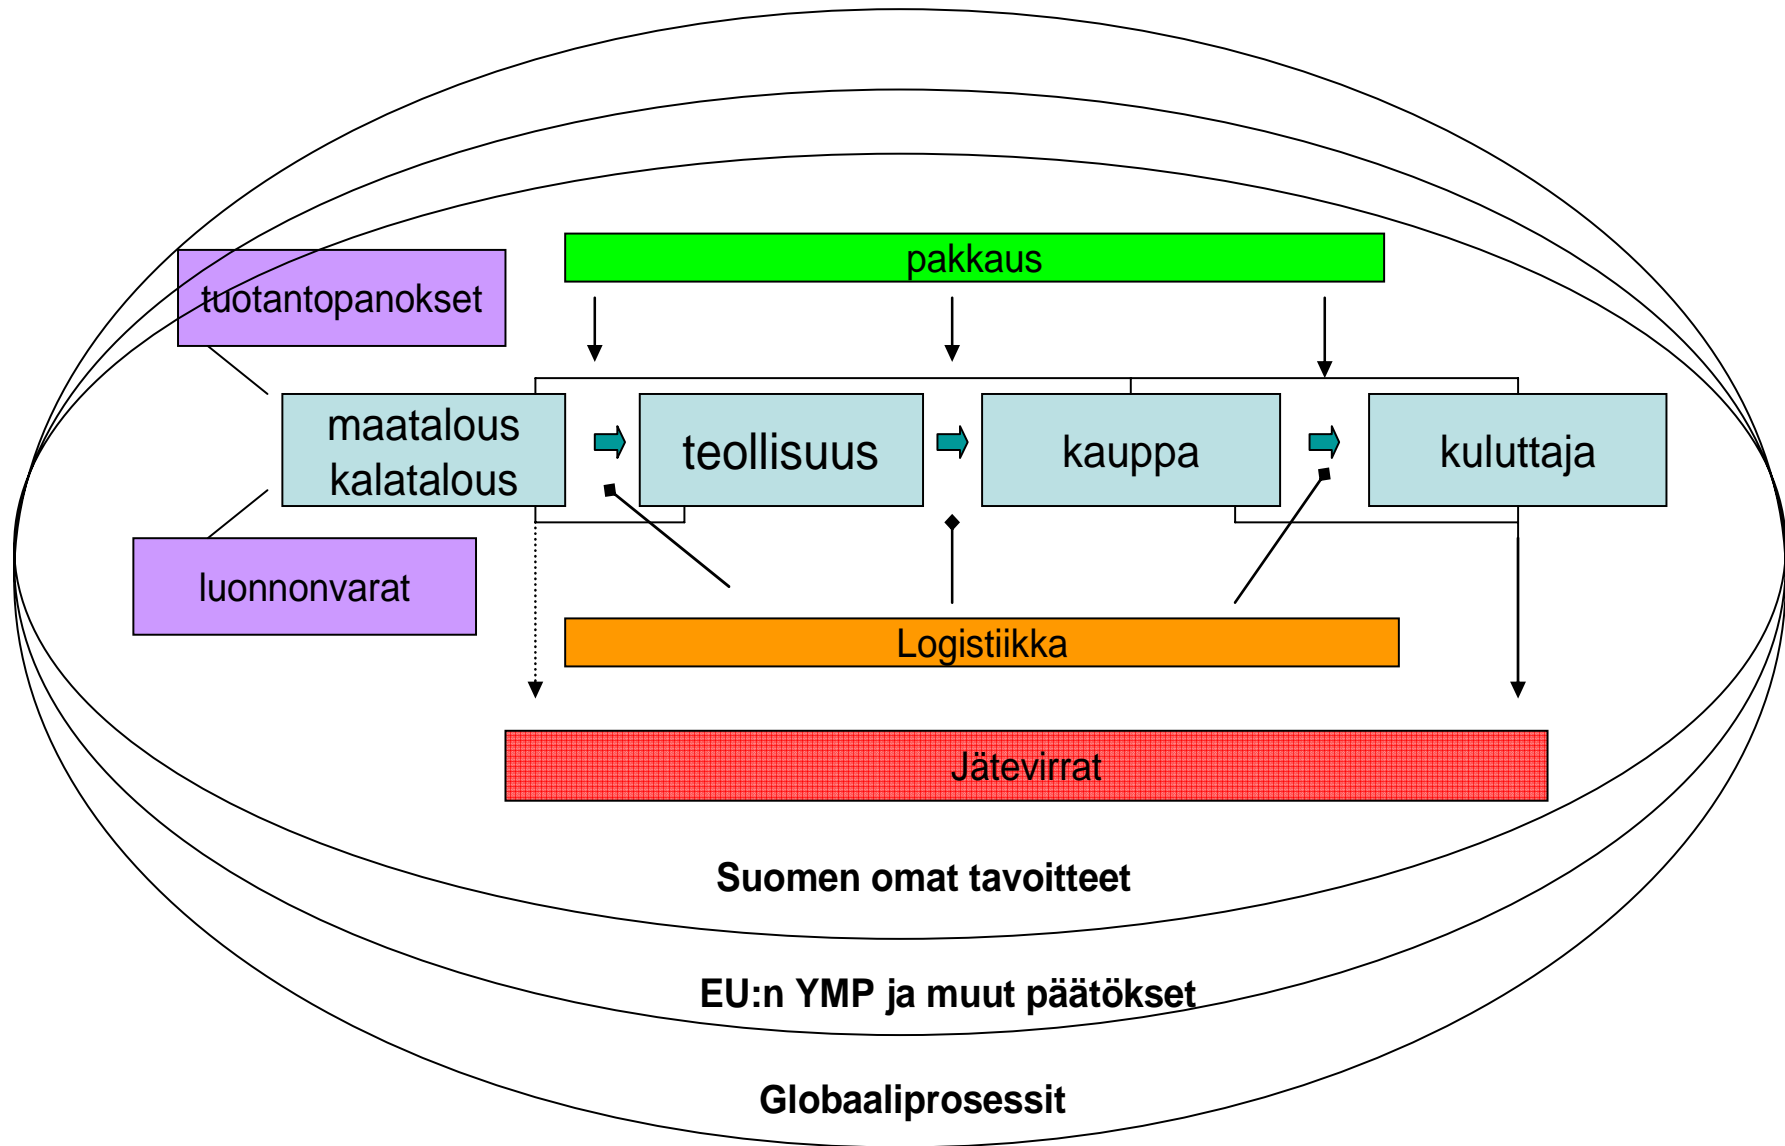 pakkaus
tuotantopanokset
maatalous
kalatalous
teollisuus
kauppa
kuluttaja
luonnonvarat
Logistiikka
Jätevirrat
Suomen omat tavoitteet
EU:n YMP ja muut päätökset
Globaaliprosessit